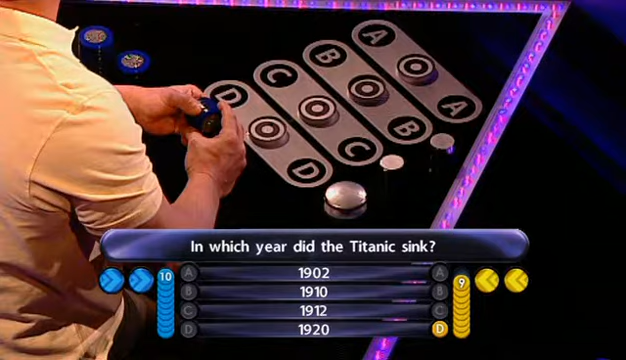 A
B
C
D
A
B
C
D
In which year did the Titanic sink?
10 A 1902 A 9
B 1910 B
C 1912 C
D 1920 D